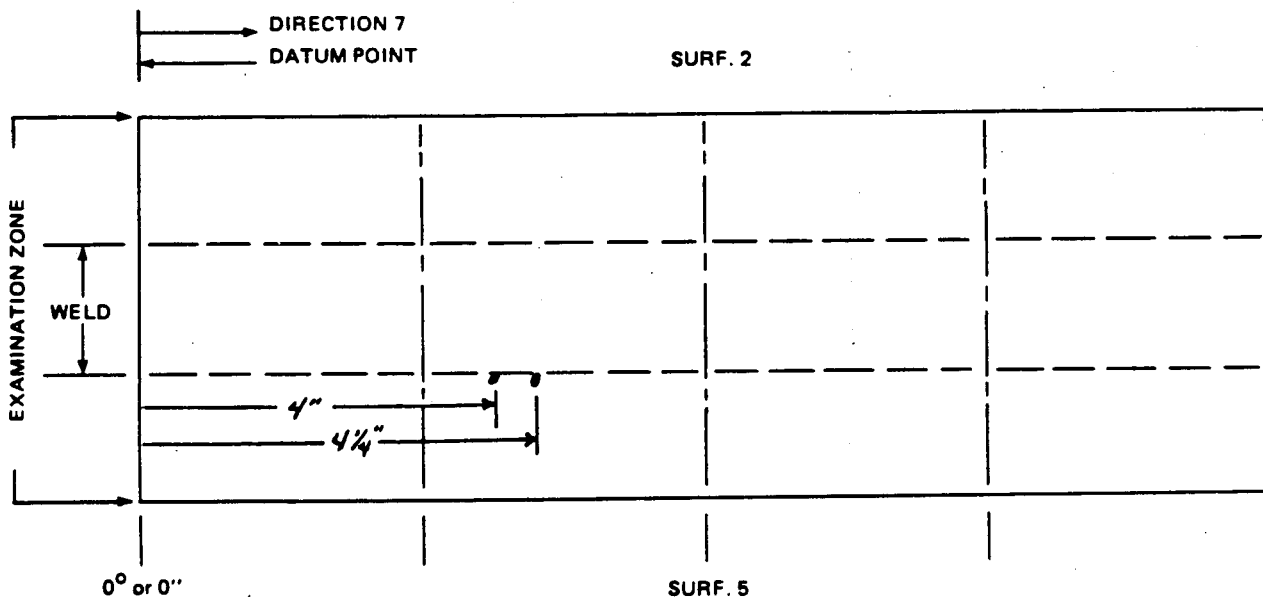 DIRECTION 7
DATUM POINT
SURF. 2
EXAMINATION ZONE
WELD
4"
4¼"
0° or 0"
SURF. 5